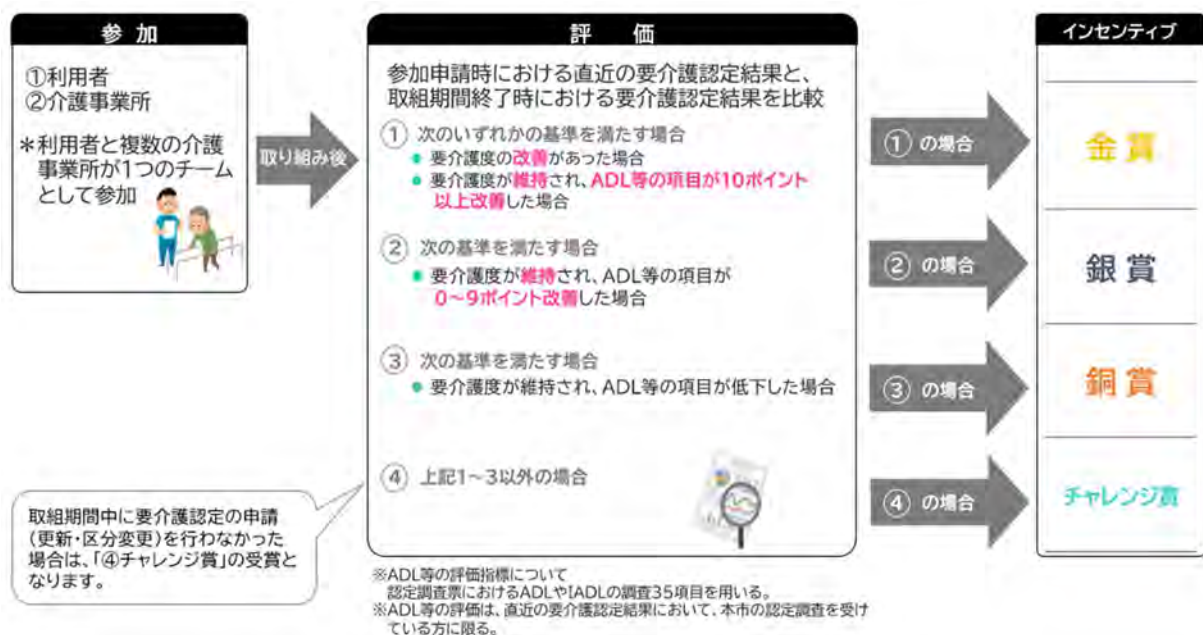 参 加
①利用者
②介護事業所
＊利用者と複数の介護
事業所が1つのチーム
として参加
取り組み後
評 価
参加申請時における直近の要介護認定結果と、
取組期間終了時における要介護認定結果を比較
① 次のいずれかの基準を満たす場合
● 要介護度の改善があった場合
● 要介護度が維持され、ADL等の項目が10ポイント
以上改善した場合
② 次の基準を満たす場合
● 要介護度が維持され、ADL等の項目が
0～9ポイント改善した場合
③ 次の基準を満たす場合
● 要介護度が維持され、ADL等の項目が低下した場合
④ 上記1～3以外の場合
取組期間中に要介護認定の申請
（更新・区分変更）を行わなかった
場合は、「④チャレンジ賞」の受賞と
なります。
※ADL等の評価指標について
認定調査票におけるADLやIADLの調査35項目を用いる。
※ADL等の評価は、直近の要介護認定結果において、本市の認定調査を受け
ている方に限る。
① の場合
② の場合
③ の場合
④ の場合
インセンティブ
金 賞
銀 賞
銅 賞
チャレンジ賞